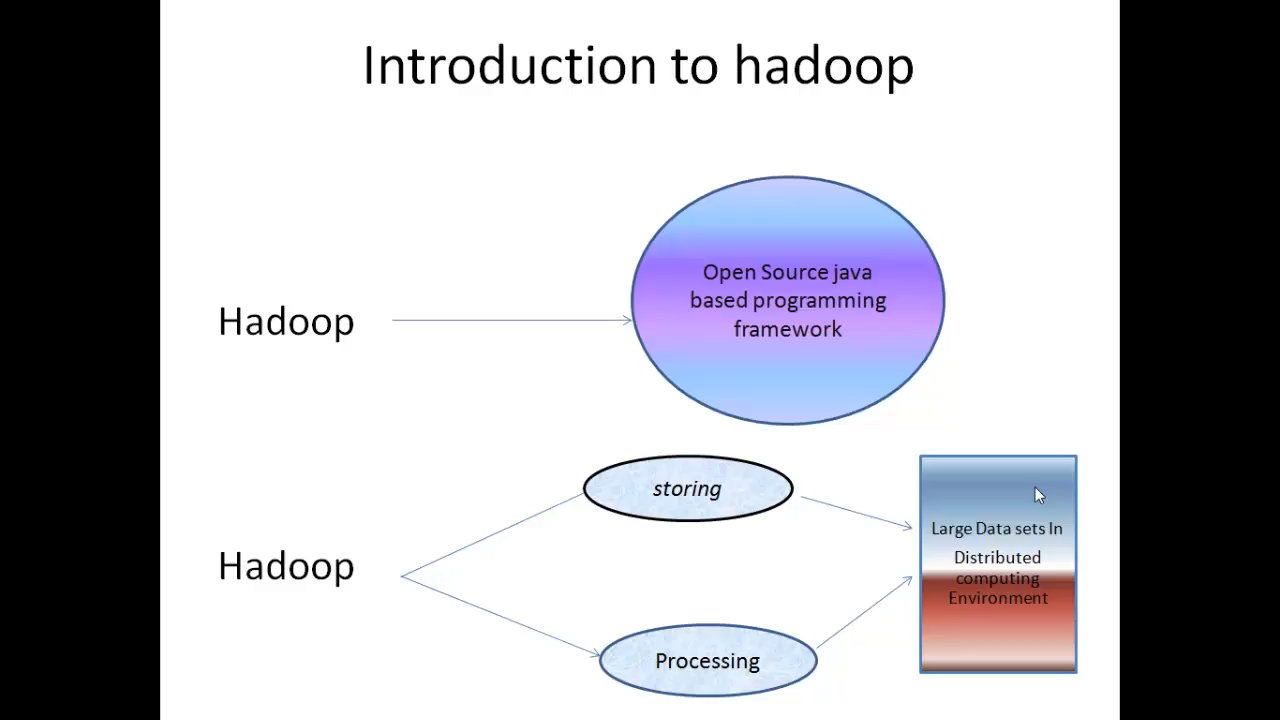 Introduction to hadoop
Hadoop
Open Source java
based programming
framework
Hadoop
storing
Processing
Large Data sets In
Distributed
computing
Environment